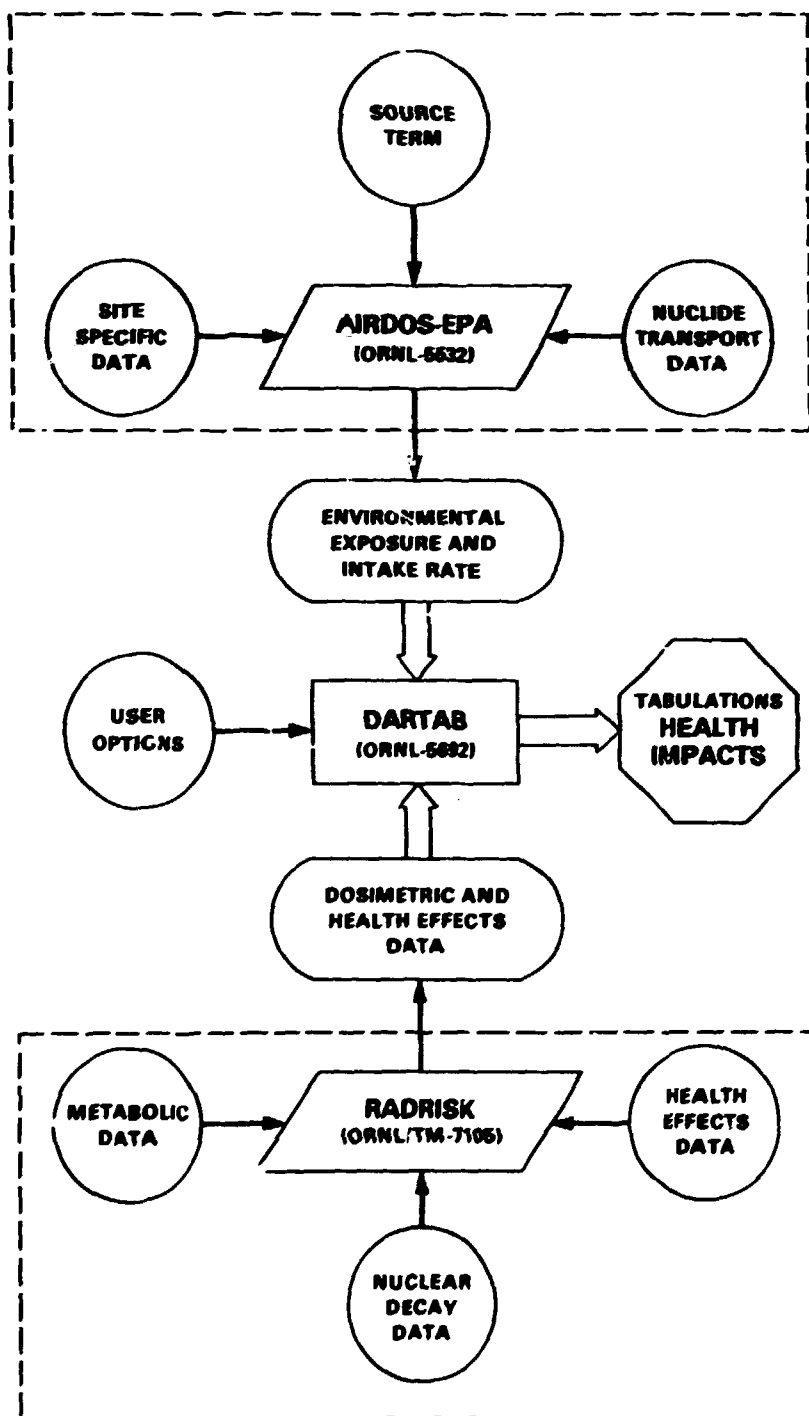 SOURCE
TERM
SITE
SPECIFIC
DATA
AIRDOS-EPA
(ORNL-5532)
NUCLIDE
TRANSPORT
DATA
ENVIRONMENTAL
EXPOSURE AND
INTAKE RATE
USER
OPTIONS
DARTAB
(ORNL-5692)
TABULATIONS
HEALTH
IMPACTS
DOSIMETRIC AND
HEALTH EFFECTS
DATA
METABOLIC
DATA
RADRISK
(ORNL/TM-7105)
HEALTH
EFFECTS
DATA
NUCLEAR
DECAY
DATA